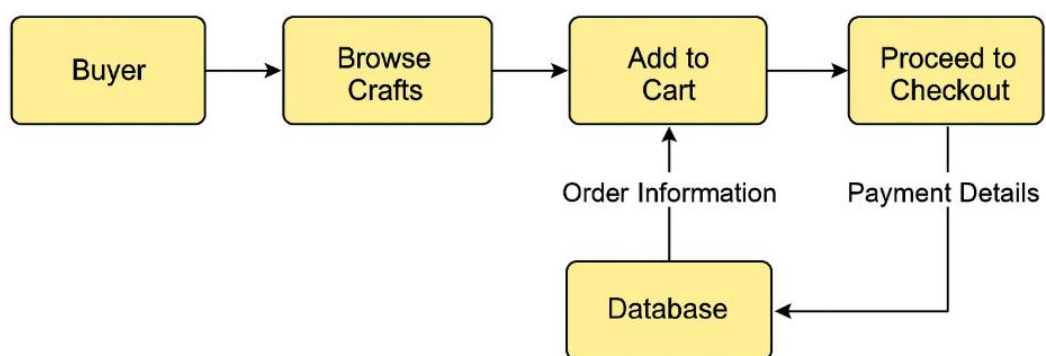 Buyer
Browse
Crafts
Add to
Cart
Proceed to
Checkout
Order Information
Payment Details
Database